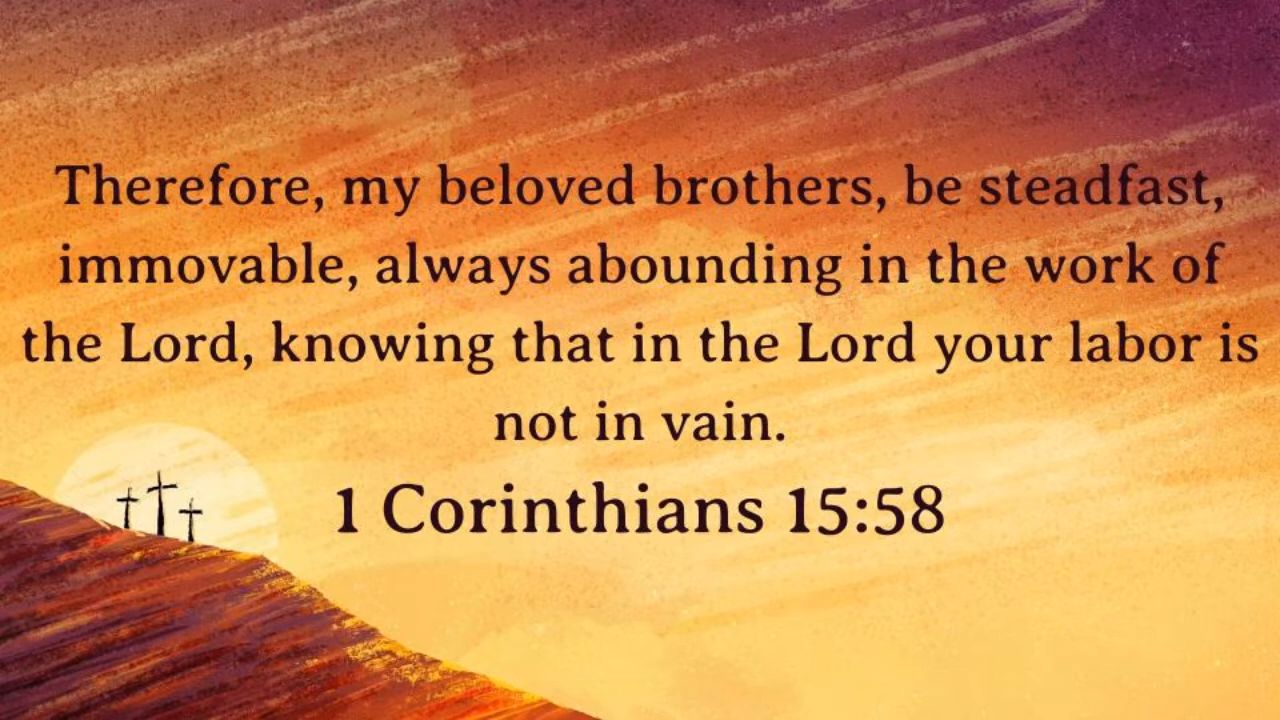 Therefore, my beloved brothers, be steadfast,
immovable, always abounding in the work of
the Lord, knowing that in the Lord your labor is
not in vain.
1 Corinthians 15:58